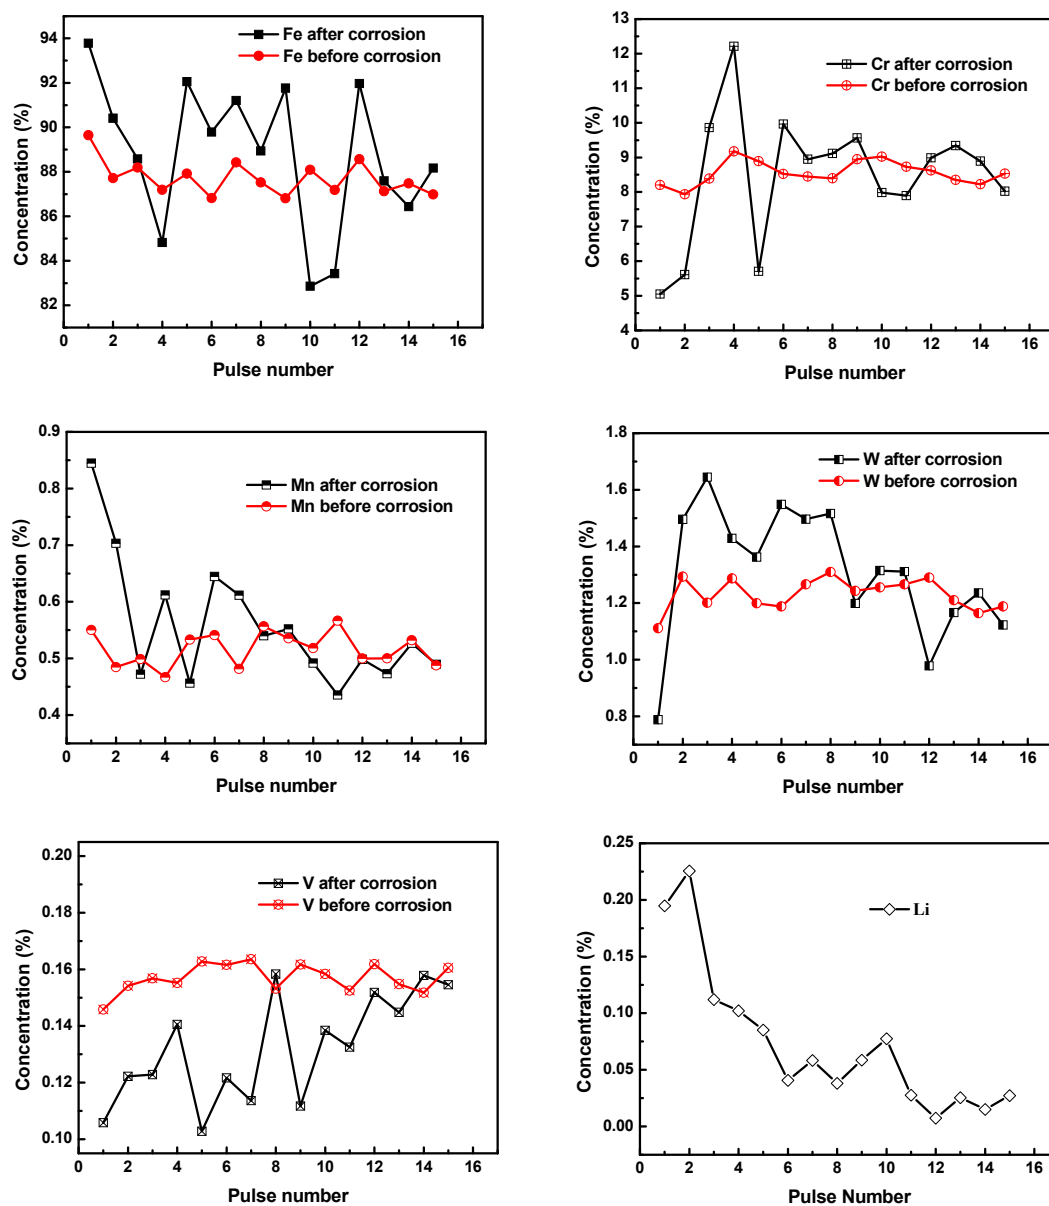 94
92
90
88
86
84
82
0 2 4 6 8 10 12 14 16
Concentration (%)
Pulse number
Fe after corrosion
Fe before corrosion
13
12
11
10
9
8
7
6
5
4
0 2 4 6 8 10 12 14 16
Concentration (%)
Pulse number
Cr after corrosion
Cr before corrosion
0.9
0.8
0.7
0.6
0.5
0.4
0 2 4 6 8 10 12 14 16
Concentration (%)
Pulse number
Mn after corrosion
Mn before corrosion
1.8
1.6
1.4
1.2
1.0
0.8
0 2 4 6 8 10 12 14 16
Concentration (%)
Pulse number
W after corrosion
W before corrosion
0.20
0.18
0.16
0.14
0.12
0.10
0 2 4 6 8 10 12 14 16
Concentration (%)
Pulse number
V after corrosion
V before corrosion
0.25
0.20
0.15
0.10
0.05
0.00
0 2 4 6 8 10 12 14 16
Concentration (%)
Pulse Number
Li